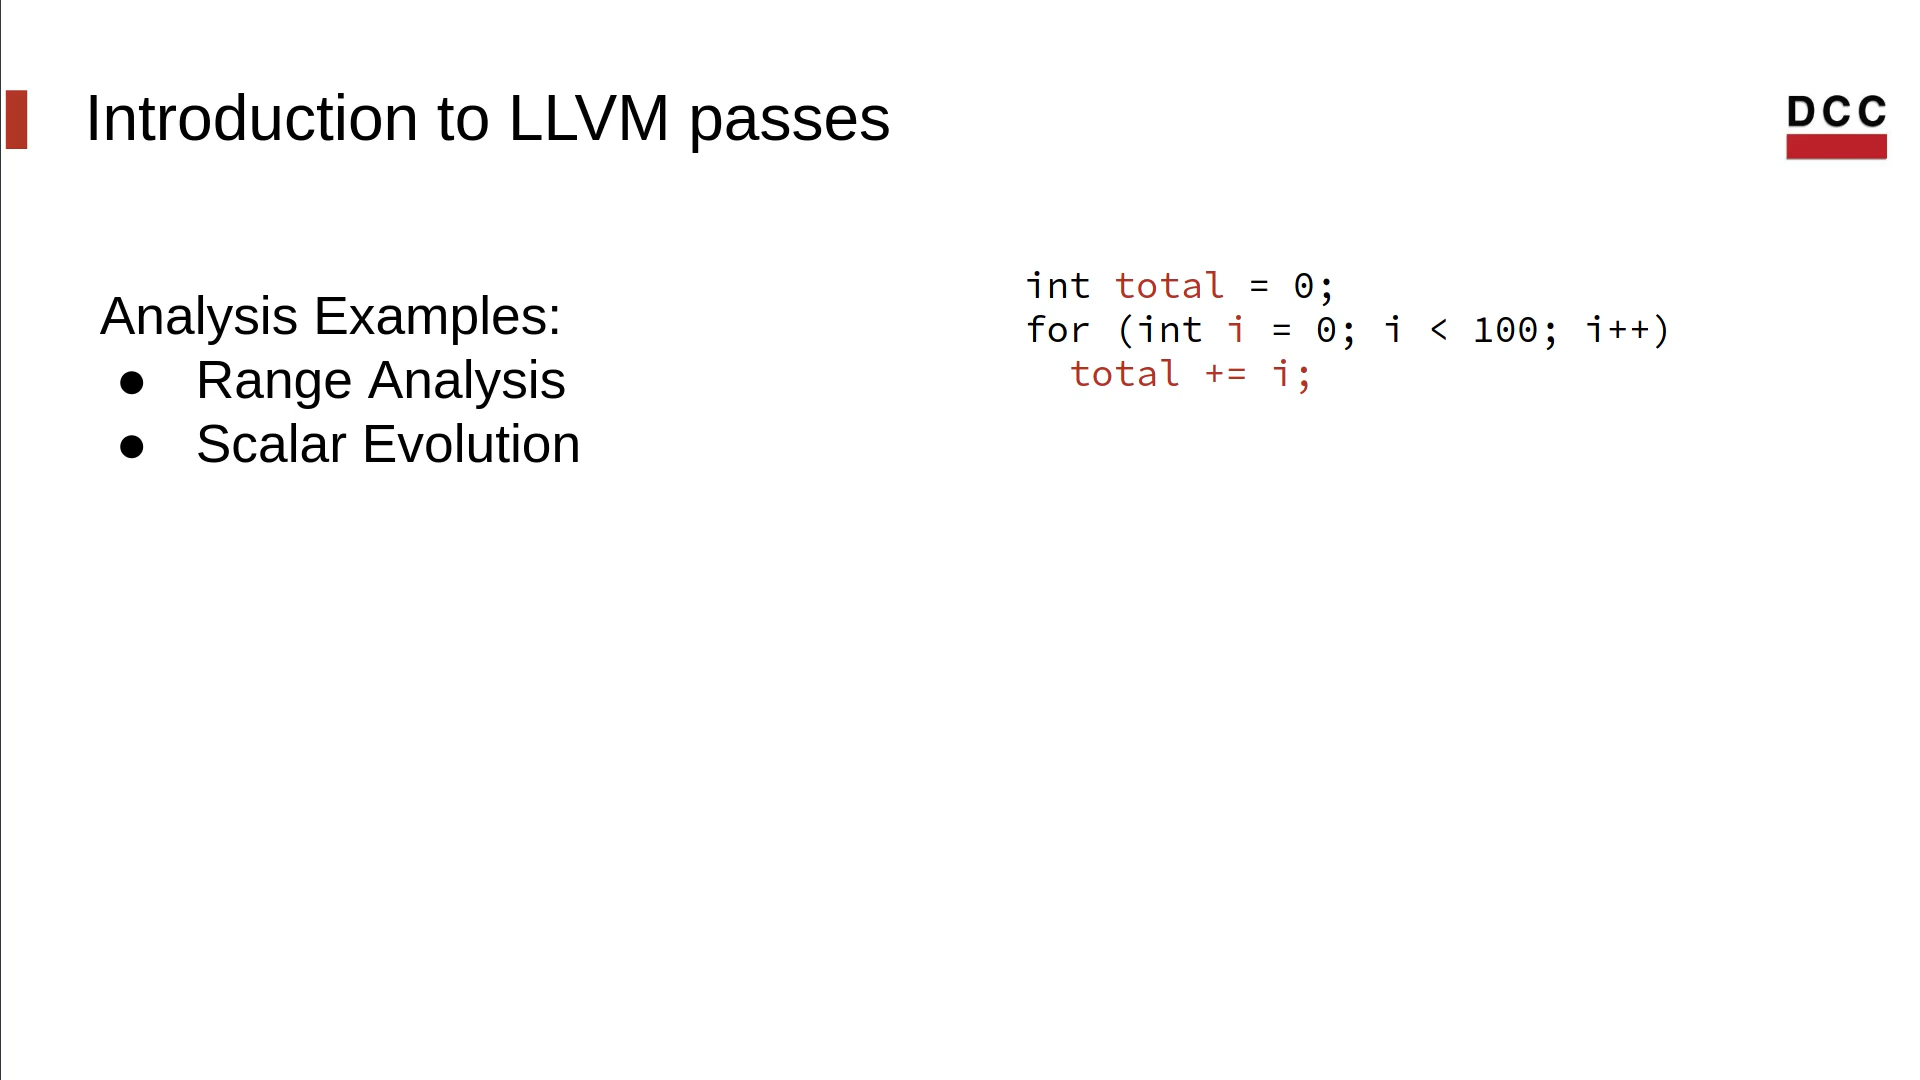 Introduction to LLVM passes
DCC
Analysis Examples:
● Range Analysis
● Scalar Evolution
int total = 0;
for (int i = 0; i < 100; i++)
  total += i;